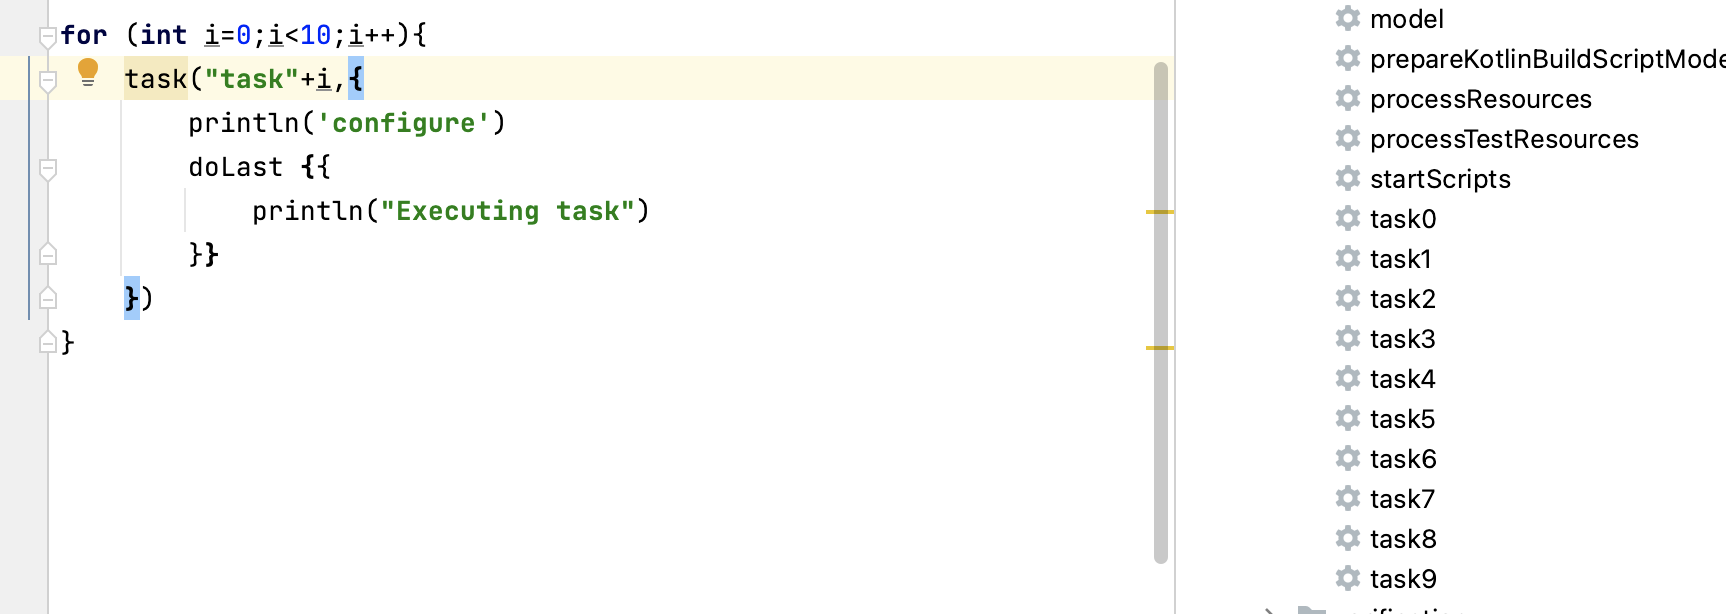 for (int i=0;i<10;i++){
task("task"+i,{
println('configure')
doLast {{
println("Executing task")
}}
})
}
model
prepareKotlinBuildScriptMode
processResources
processTestResources
startScripts
task0
task1
task2
task3
task4
task5
task6
task7
task8
task9